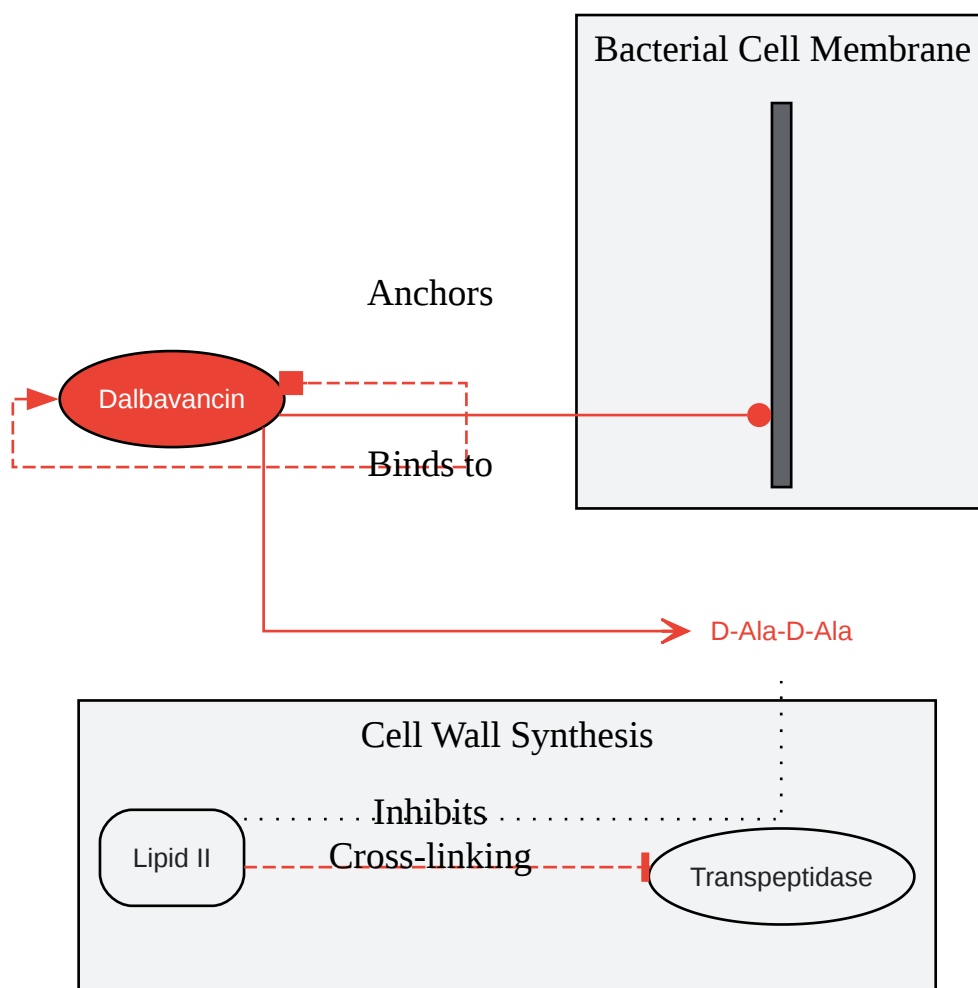 Bacterial Cell Membrane
Anchors
Dalbavancin
Binds to
D-Ala-D-Ala
Cell Wall Synthesis
Inhibits
Cross-linking
Lipid II
Transpeptidase